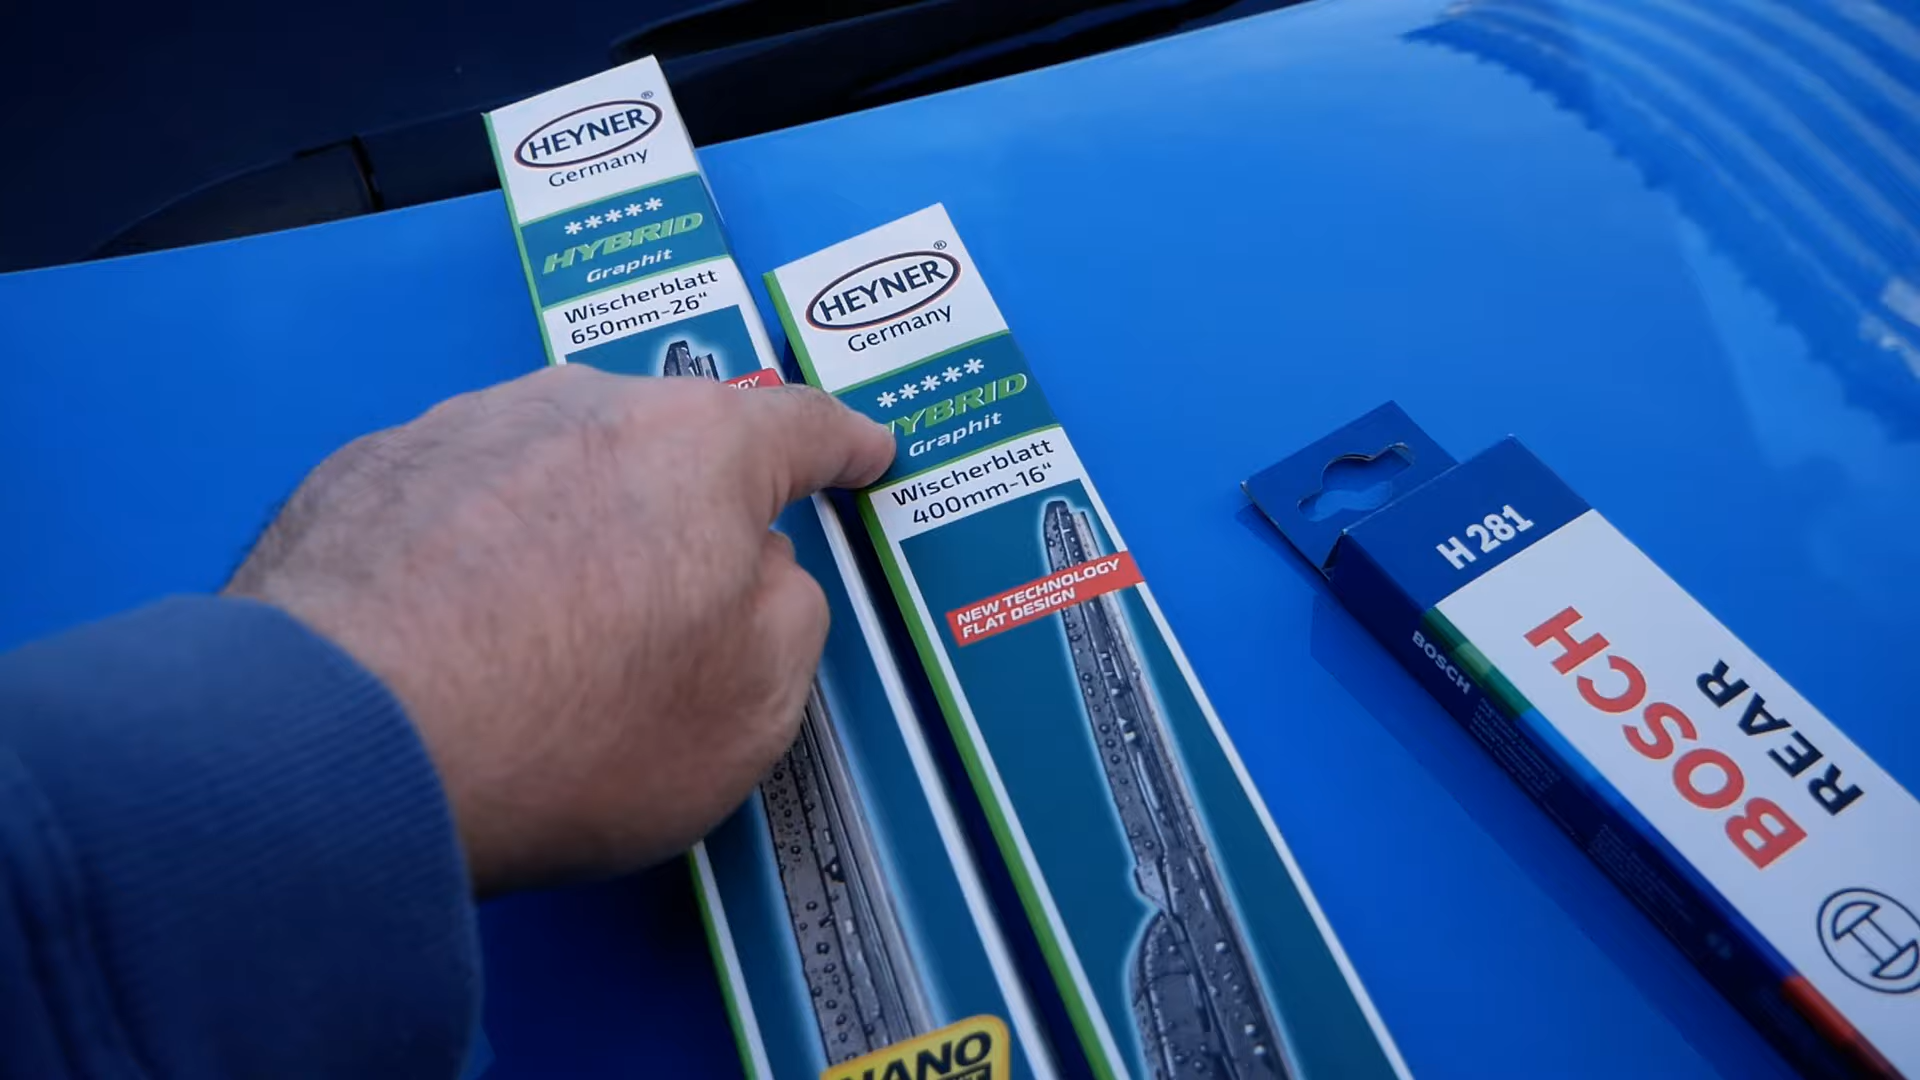 HEYNER®
Germany
*****
HYBRID
Graphit
Wischerblatt
650mm-26“
HEYNER®
Germany
*****
HYBRID
Graphit
Wischerblatt
400mm-16“
NEW TECHNOLOGY
FLAT DESIGN
NANO
H 281
BOSCH
REAR
BOSCH